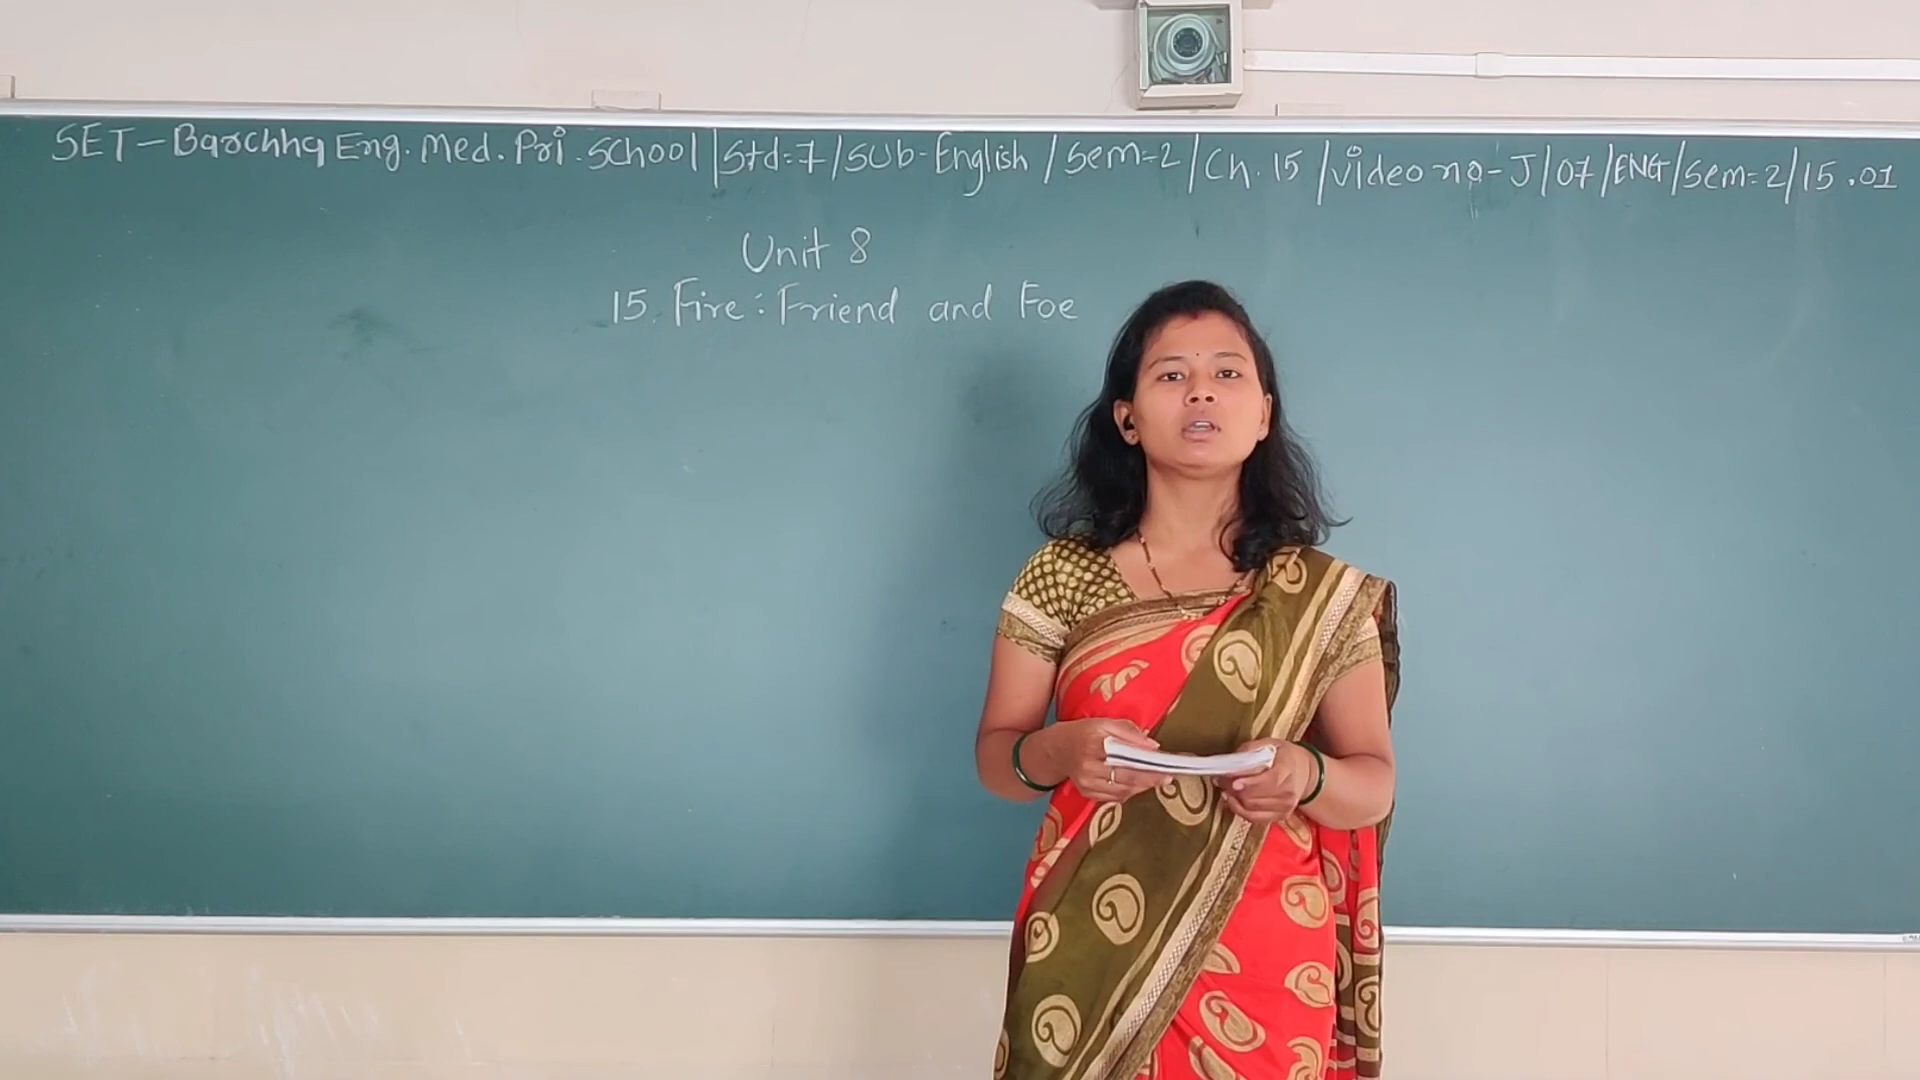 SET-Barchha Eng. Med. Pri. School | Std=7 / Sub-English / Sem-2 / Ch. 15 / Video no-J/07/ENG/Sem=2/15.01
Unit 8
15. Fire: Friend and Foe